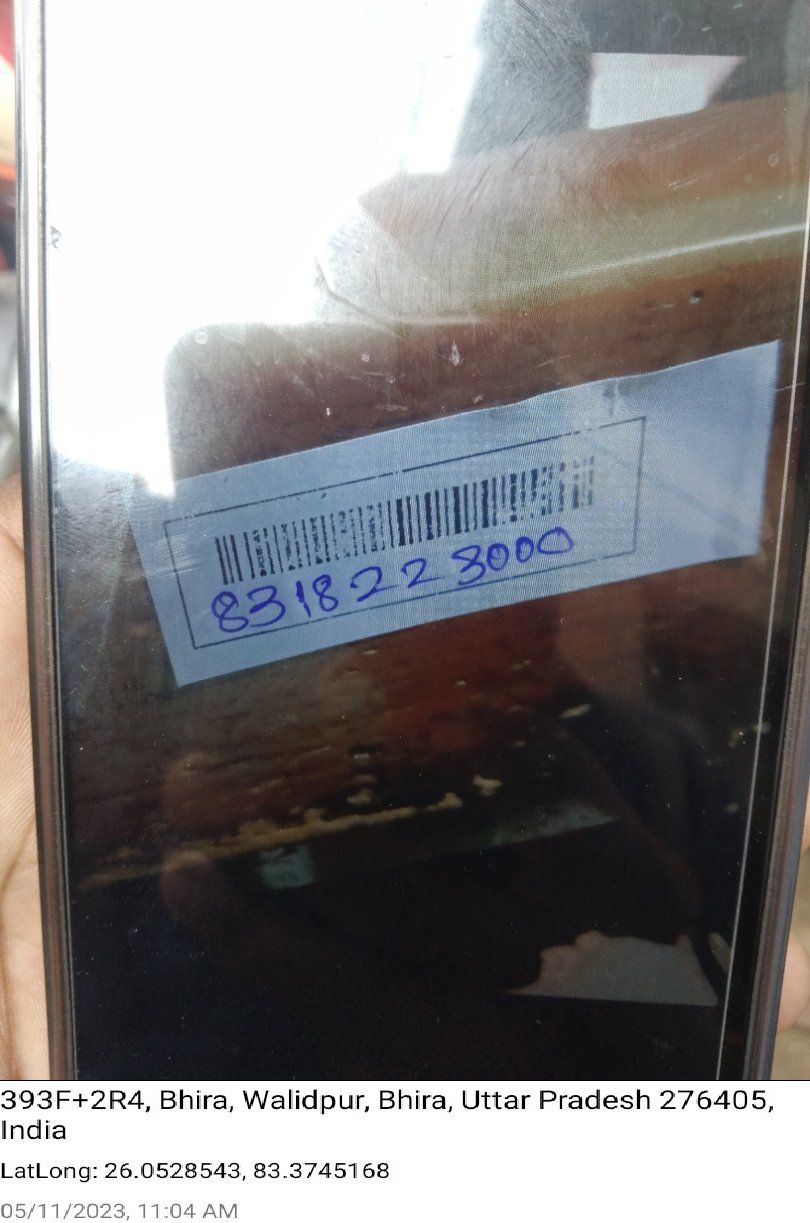 8318223000
393F+2R4, Bhira, Walidpur, Bhira, Uttar Pradesh 276405,
India
LatLong: 26.0528543, 83.3745168
05/11/2023, 11:04 AM